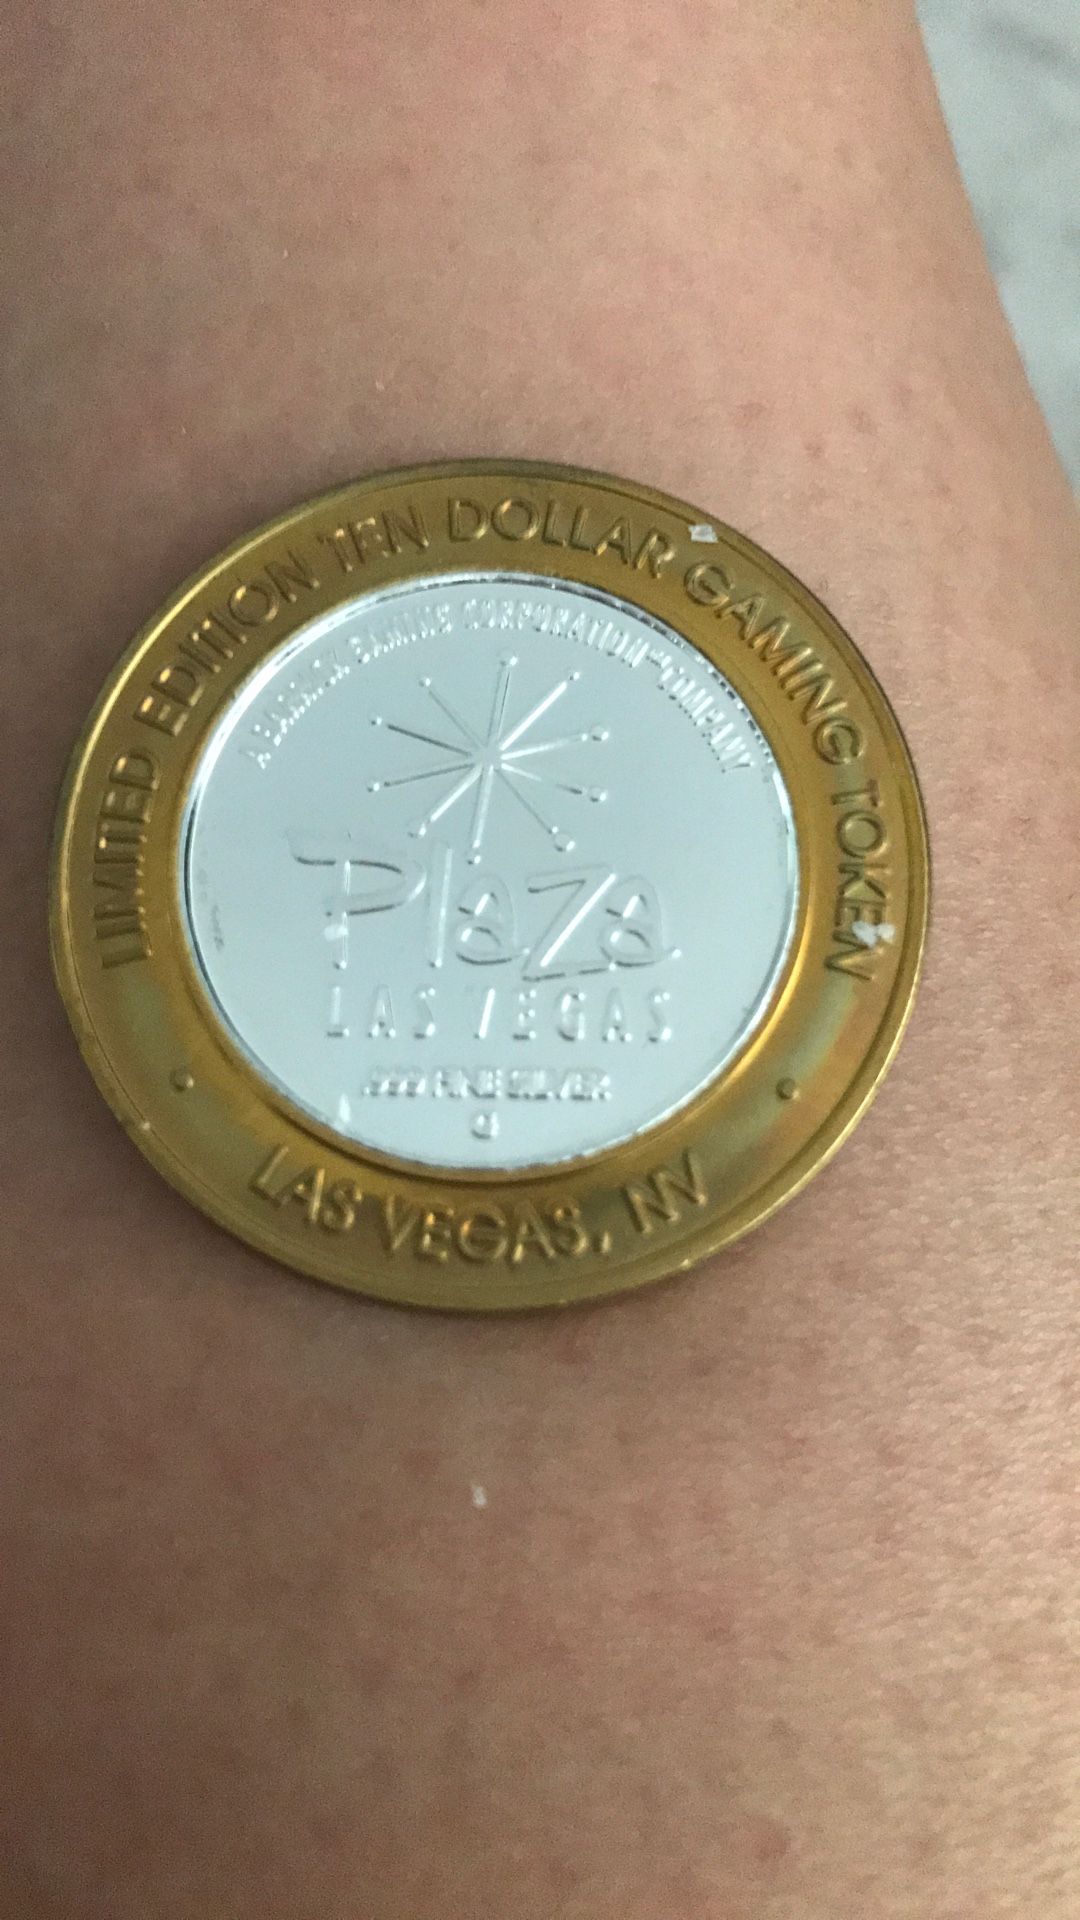 LIMITED EDITION TEN DOLLAR GAMING TOKEN
A BARRICK GAMING CORPORATION COMPANY
Plaza
LAS VEGAS
.999 FINE SILVER
G
LAS VEGAS, NV